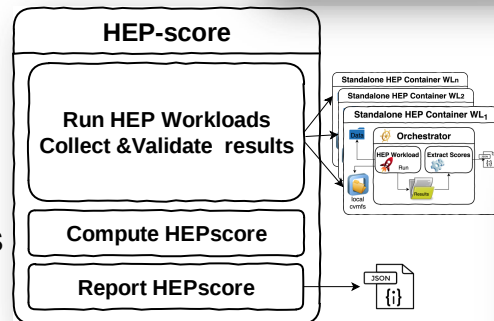 HEP-score
Run HEP Workloads
Collect &Validate results
Compute HEPscore
Report HEPscore
Standalone HEP Container WLn
Standalone HEP Container WL2
Standalone HEP Container WL1
Data
Orchestrator
HEP Workload
Run
Extract Scores
Results
local
cvmfs
JSON
{i}
s